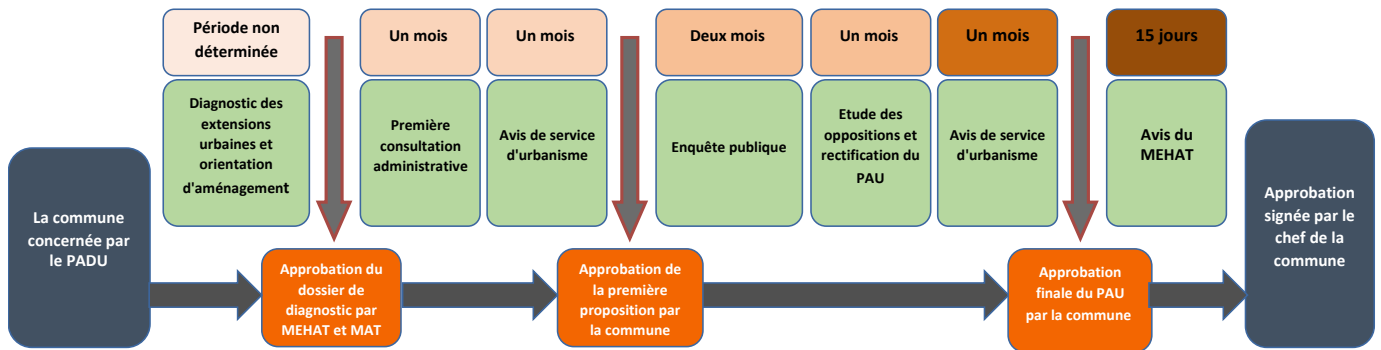 Période non
déterminée
Un mois
Un mois
Deux mois
Un mois
Un mois
15 jours
Diagnostic des
extensions
urbaines et
orientation
d'aménagement
Première
consultation
administrative
Avis de service
d'urbanisme
Enquête publique
Etude des
oppositions et
rectification du
PAU
Avis de service
d'urbanisme
Avis du
MEHAT
La commune
concernée par
le PADU
Approbation du
dossier de
diagnostic par
MEHAT et MAT
Approbation de
la première
proposition par
la commune
Approbation
finale du PAU
par la commune
Approbation
signée par le
chef de la
commune